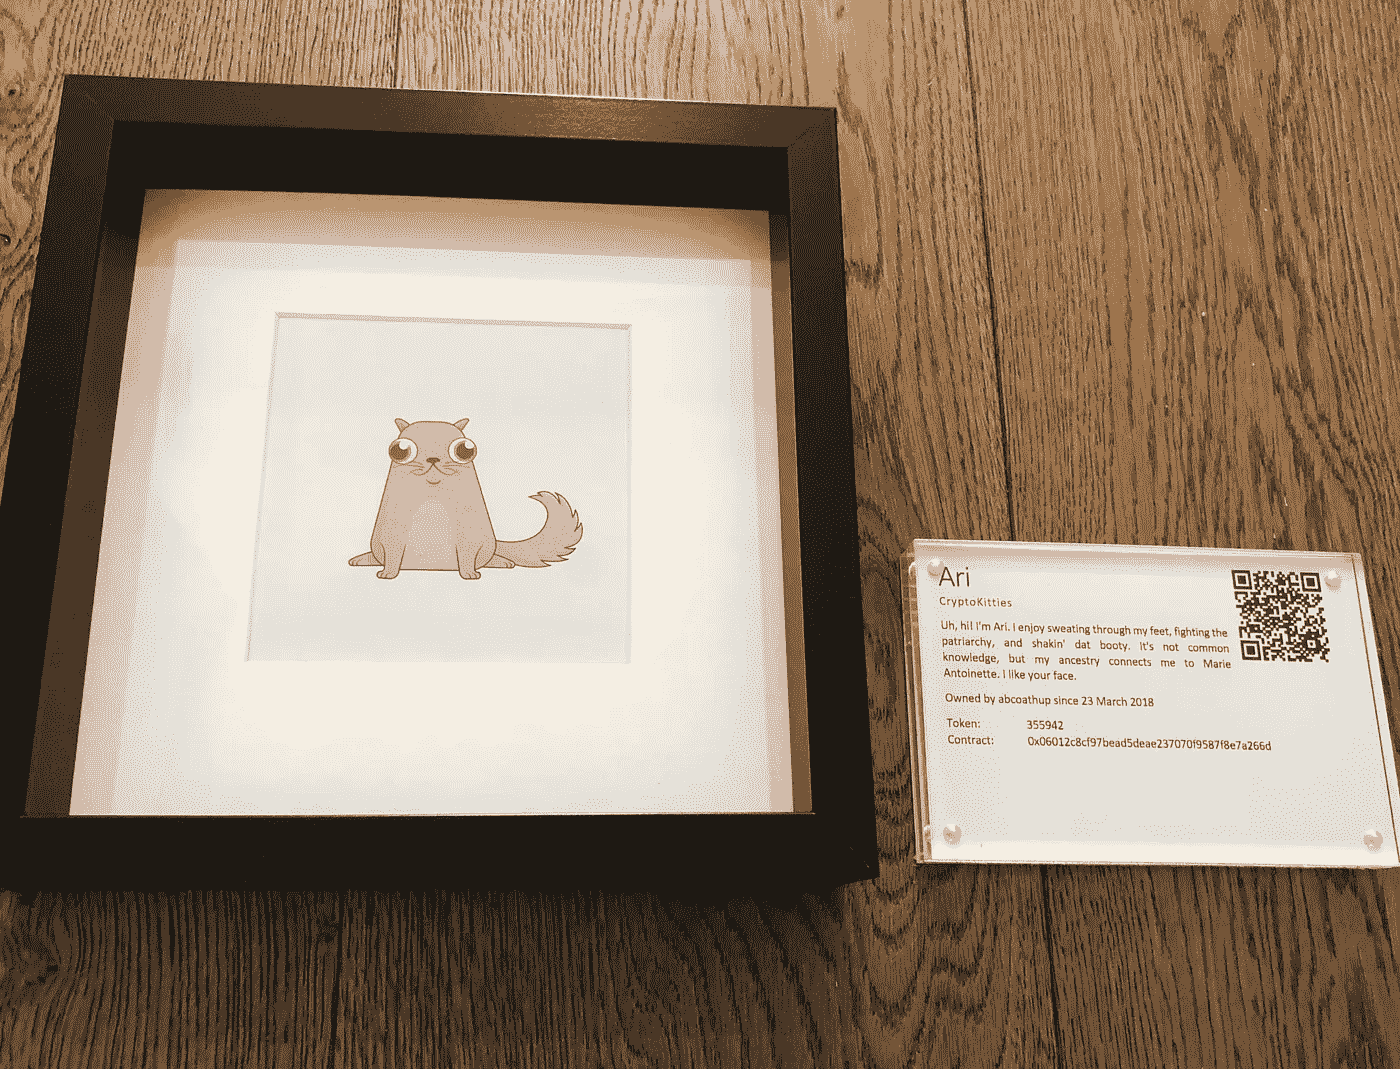 Ari
CryptoKitties
Uh, hi! I'm Ari. I enjoy sweating through my feet, fighting the
patriarchy, and shakin' dat booty. It's not common
knowledge, but my ancestry connects me to Marie
Antoinette. I like your face.
Owned by abcoathup since 23 March 2018
Token: 355942
Contract: 0x06012c8cf97bead5deae237070f9587f8e7a266d